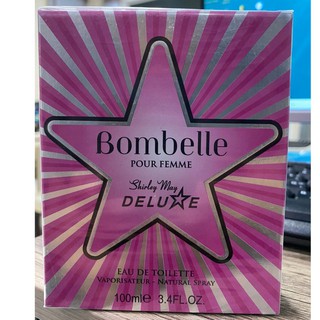 Bombelle
POUR FEMME
Shirley May
DELUXE
EAU DE TOILETTE
VAPORISATEUR - NATURAL SPRAY
100ml℮ 3.4FL.OZ.